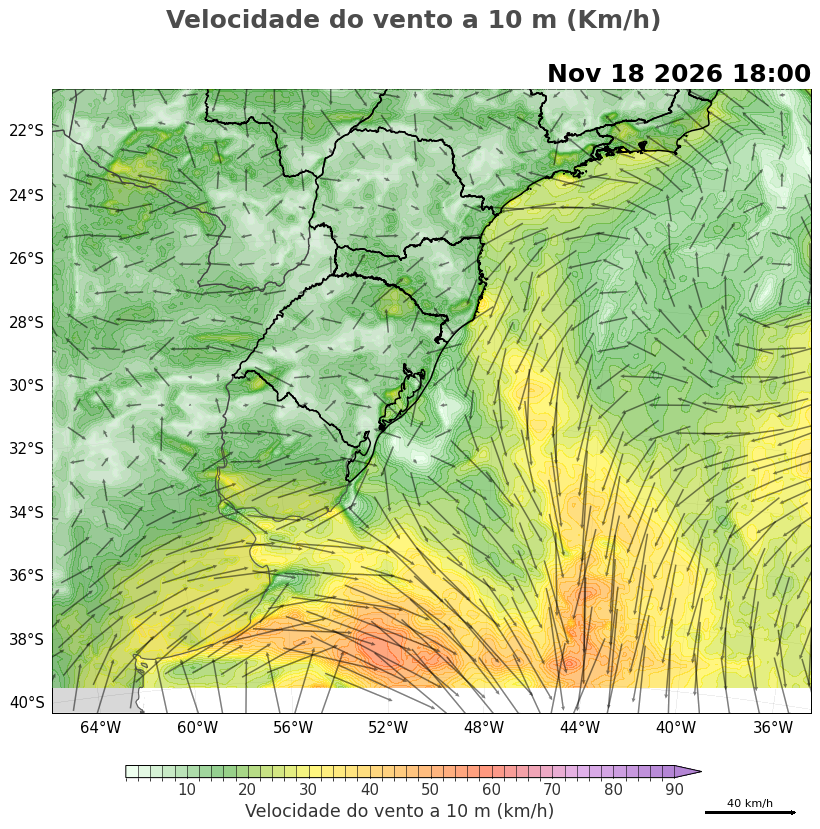 Velocidade do vento a 10 m (Km/h)
Nov 18 2026 18:00
22°S
24°S
26°S
28°S
30°S
32°S
34°S
36°S
38°S
40°S
64°W 60°W 56°W 52°W 48°W 44°W 40°W 36°W
10 20 30 40 50 60 70 80 90
Velocidade do vento a 10 m (km/h)
40 km/h